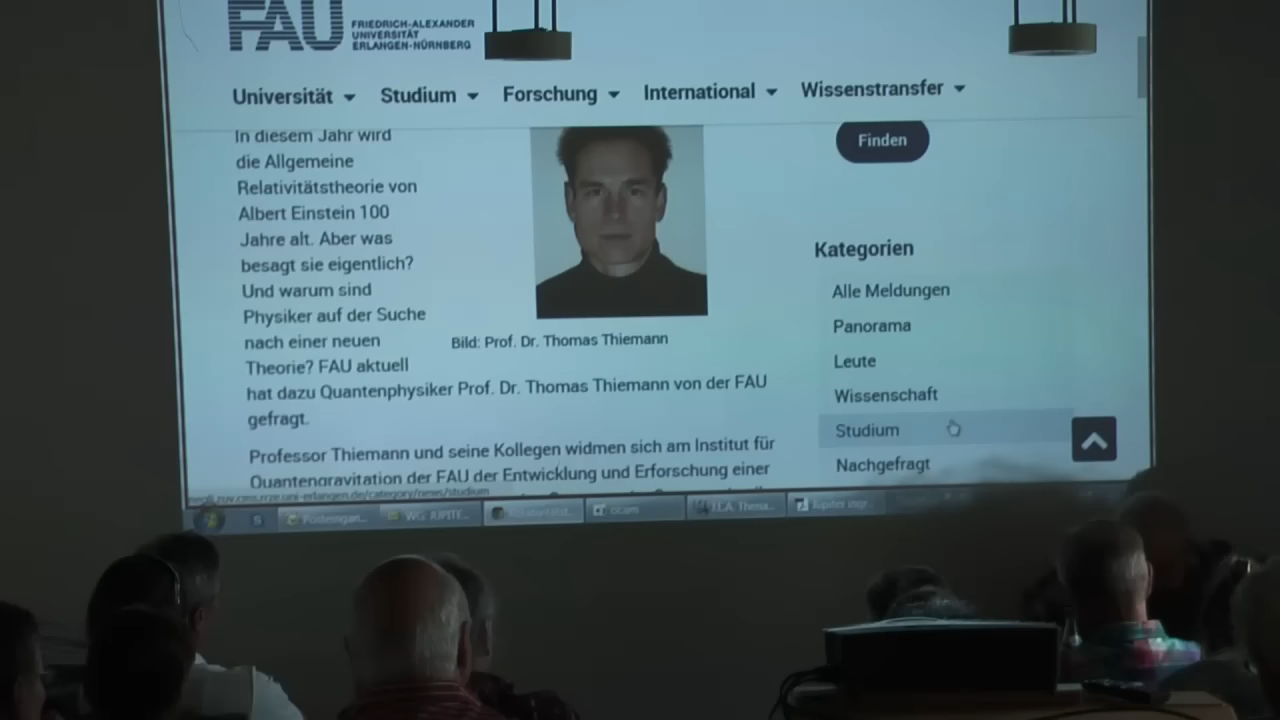 FAU
FRIEDRICH-ALEXANDER
UNIVERSITÄT
ERLANGEN-NÜRNBERG
Universität
Studium
Forschung
International
Wissenstransfer
In diesem Jahr wird
die Allgemeine
Relativitätstheorie von
Albert Einstein 100
Jahre alt. Aber was
besagt sie eigentlich?
Und warum sind
Physiker auf der Suche
nach einer neuen
Theorie? FAU aktuell
hat dazu Quantenphysiker Prof. Dr. Thomas Thiemann von der FAU
gefragt.
Bild: Prof. Dr. Thomas Thiemann
Professor Thiemann und seine Kollegen widmen sich am Institut für
Quantengravitation der FAU der Entwicklung und Erforschung einer
Finden
Kategorien
Alle Meldungen
Panorama
Leute
Wissenschaft
Studium
Nachgefragt